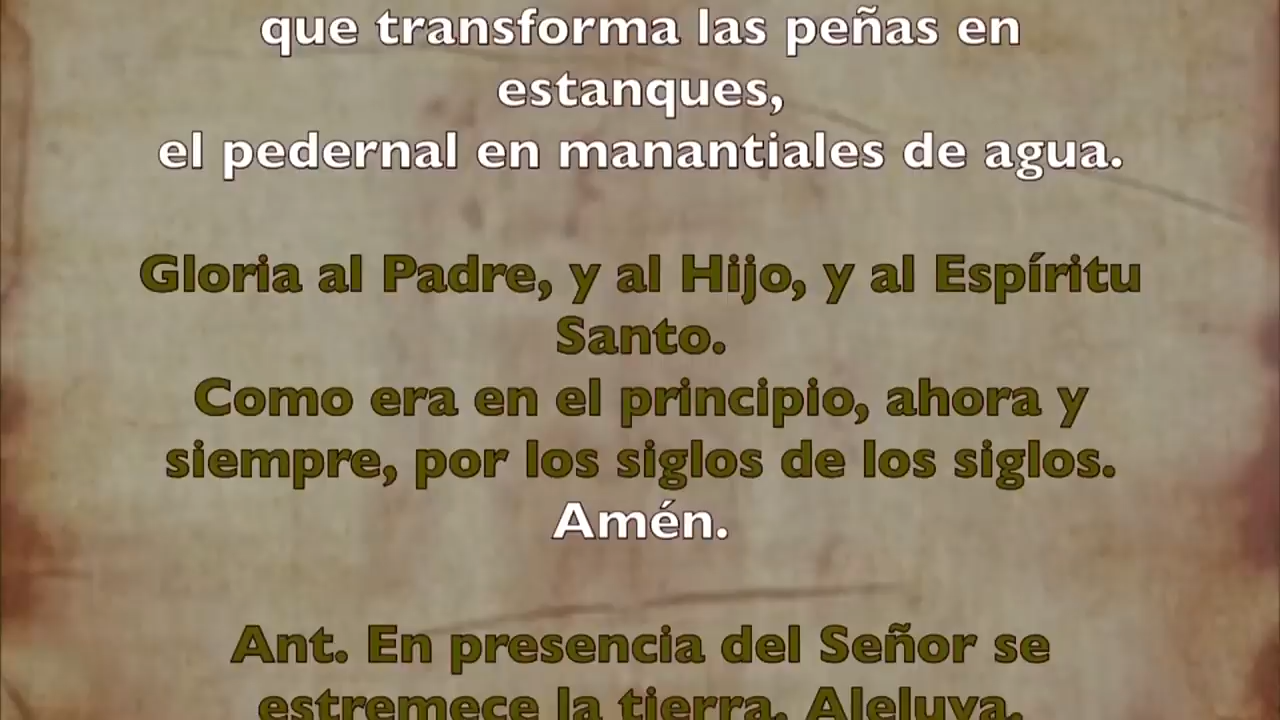 que transforma las peñas en
estanques,
el pedernal en manantiales de agua.
Gloria al Padre, y al Hijo, y al Espíritu
Santo.
Como era en el principio, ahora y
siempre, por los siglos de los siglos.
Amén.
Ant. En presencia del Señor se
estremece la tierra. Aleluya.